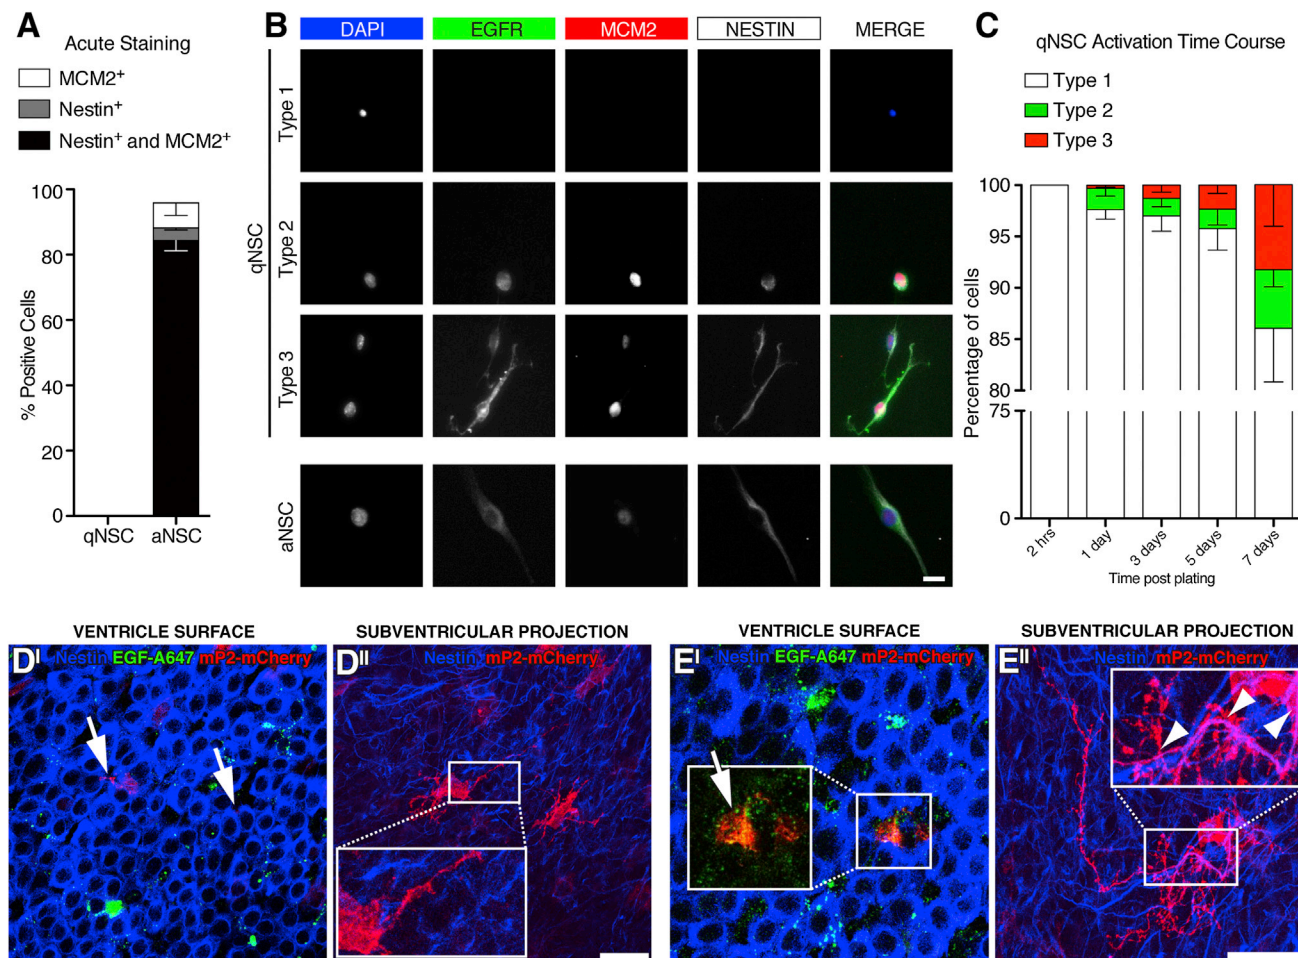 A
Acute Staining
MCM2+
Nestin+
Nestin+ and MCM2+
% Positive Cells
100
80
60
40
20
0
qNSC
aNSC
B
DAPI
EGFR
MCM2
NESTIN
MERGE
qNSC
Type 1
Type 2
Type 3
aNSC
C
qNSC Activation Time Course
Type 1
Type 2
Type 3
Percentage of cells
100
95
90
85
80
75
0
2 hrs
1 day
3 days
5 days
7 days
Time post plating
VENTRICLE SURFACE
DI
Nestin EGF-A647 mP2-mCherry
SUBVENTRICULAR PROJECTION
DII
Nestin mP2-mCherry
VENTRICLE SURFACE
EI
Nestin EGF-A647 mP2-mCherry
SUBVENTRICULAR PROJECTION
EII
Nestin mP2-mCherry